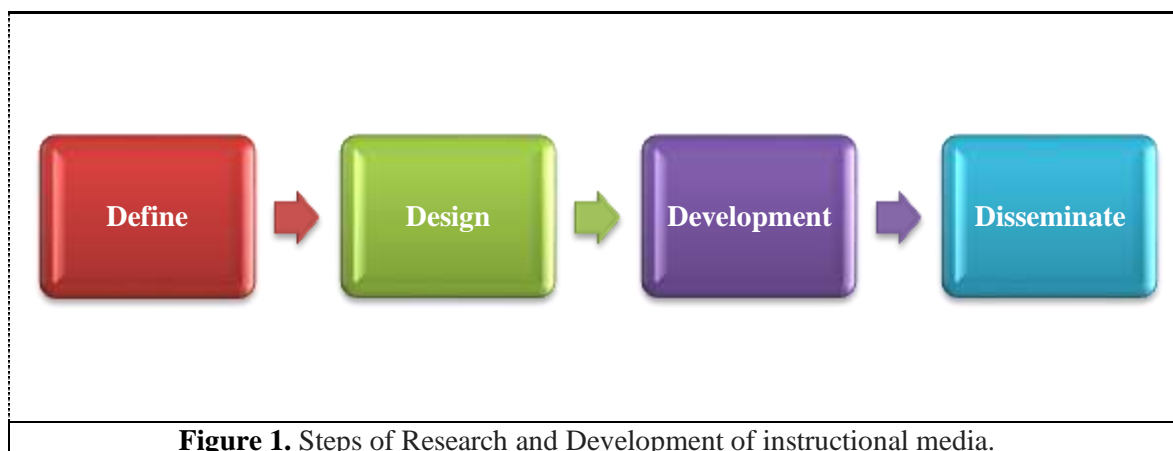 Define
Design
Development
Disseminate
Figure 1. Steps of Research and Development of instructional media.